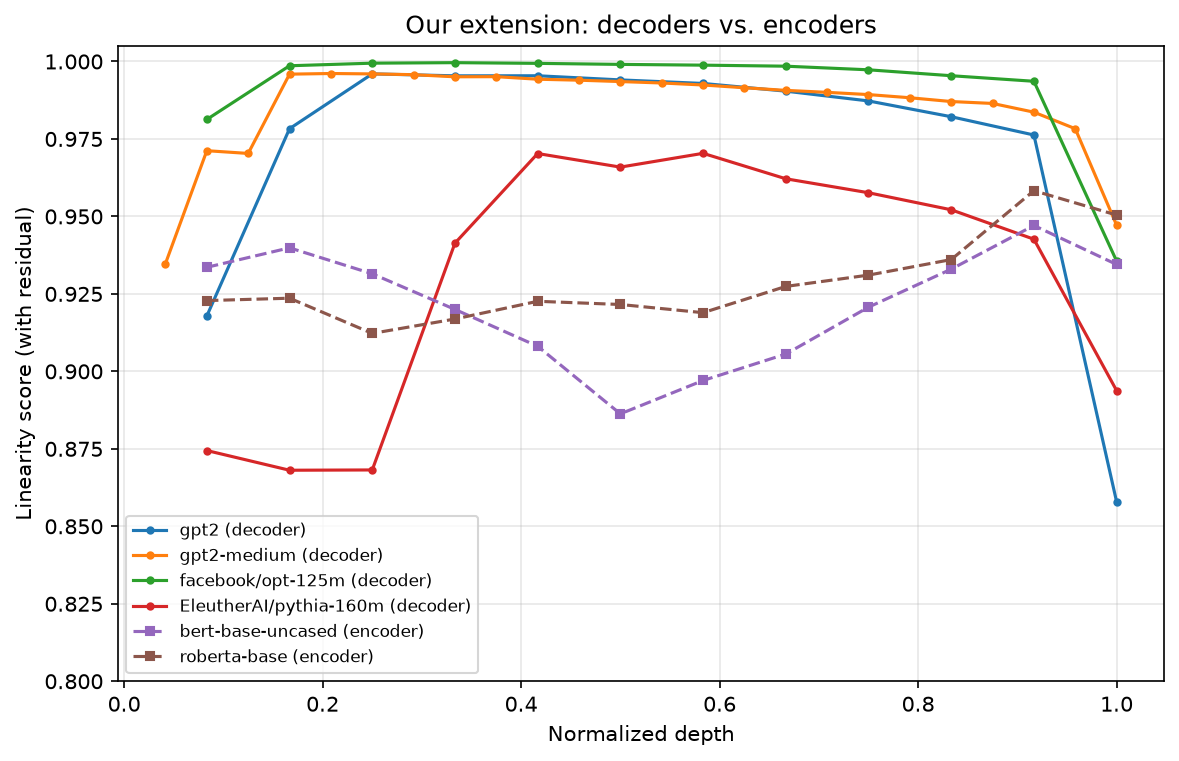 Our extension: decoders vs. encoders
Linearity score (with residual)
1.000
0.975
0.950
0.925
0.900
0.875
0.850
0.825
0.800
gpt2 (decoder)
gpt2-medium (decoder)
facebook/opt-125m (decoder)
EleutherAI/pythia-160m (decoder)
bert-base-uncased (encoder)
roberta-base (encoder)
0.0 0.2 0.4 0.6 0.8 1.0
Normalized depth